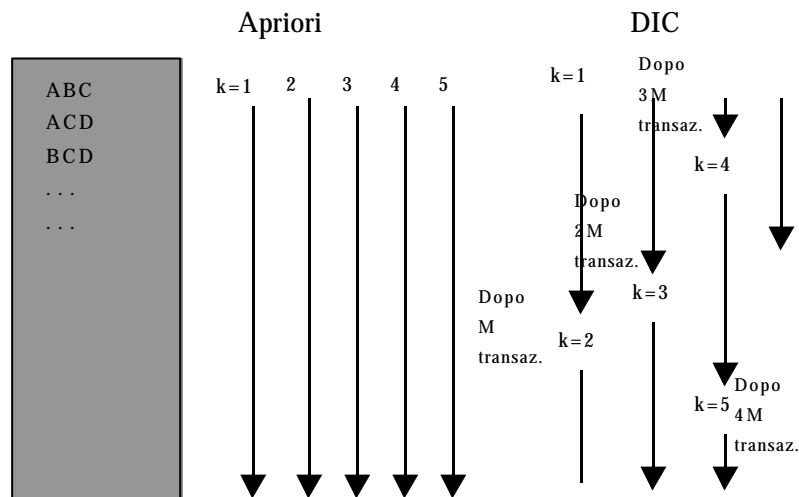 Apriori
DIC
ABC
ACD
BCD
...
...
k=1 2 3 4 5
k=1
Dopo
3M
transaz.
k=4
Dopo
2M
transaz.
k=3
Dopo
M
transaz.
k=2
k=5
Dopo
4M
transaz.